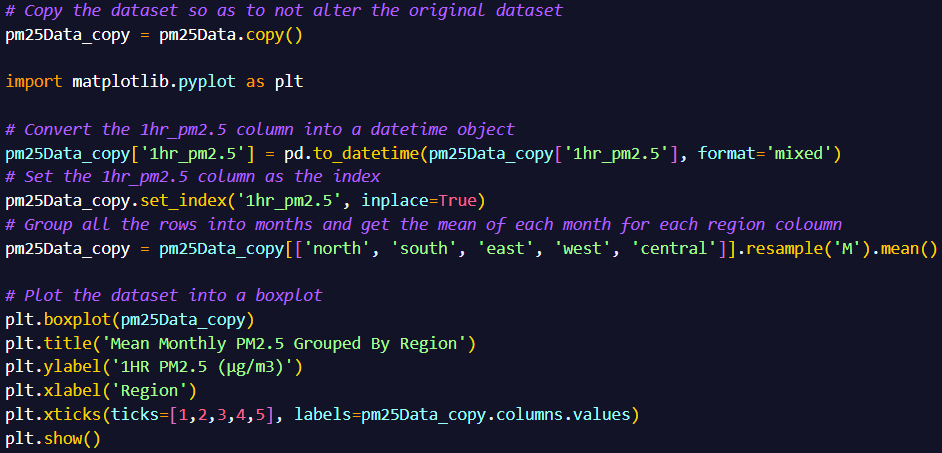 # Copy the dataset so as to not alter the original dataset
pm25Data_copy = pm25Data.copy()
import matplotlib.pyplot as plt
# Convert the 1hr_pm2.5 column into a datetime object
pm25Data_copy['1hr_pm2.5'] = pd.to_datetime(pm25Data_copy['1hr_pm2.5'], format='mixed')
# Set the 1hr_pm2.5 column as the index
pm25Data_copy.set_index('1hr_pm2.5', inplace=True)
# Group all the rows into months and get the mean of each month for each region coloumn
pm25Data_copy = pm25Data_copy[['north', 'south', 'east', 'west', 'central']].resample('M').mean()
# Plot the dataset into a boxplot
plt.boxplot(pm25Data_copy)
plt.title('Mean Monthly PM2.5 Grouped By Region')
plt.ylabel('1HR PM2.5 (µg/m3)')
plt.xlabel('Region')
plt.xticks(ticks=[1,2,3,4,5], labels=pm25Data_copy.columns.values)
plt.show()